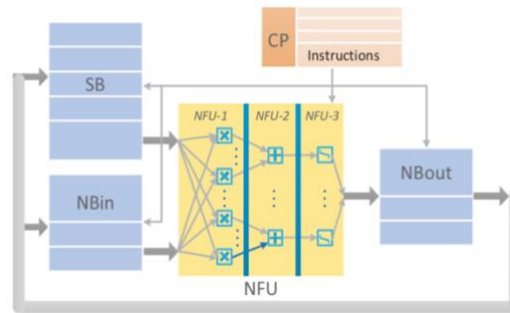 CP
Instructions
SB
NFU-1 NFU-2 NFU-3
NBin
NBout
NFU